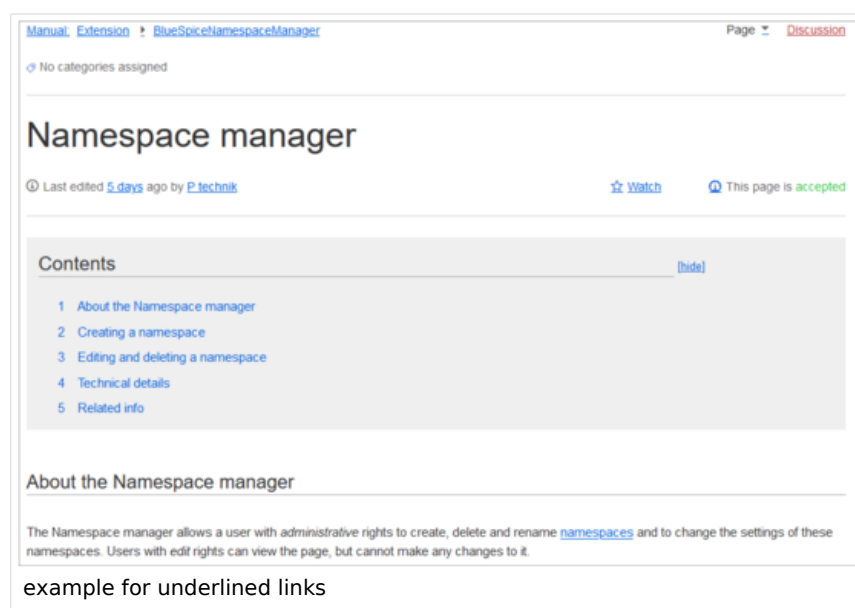 Manual: Extension BlueSpiceNamespaceManager Page Discussion
No categories assigned
Namespace manager
Last edited 5 days ago by P technik Watch This page is accepted
Contents [hide]
1 About the Namespace manager
2 Creating a namespace
3 Editing and deleting a namespace
4 Technical details
5 Related info
About the Namespace manager
The Namespace manager allows a user with administrative rights to create, delete and rename namespaces and to change the settings of these
namespaces. Users with edit rights can view the page, but cannot make any changes to it.
example for underlined links